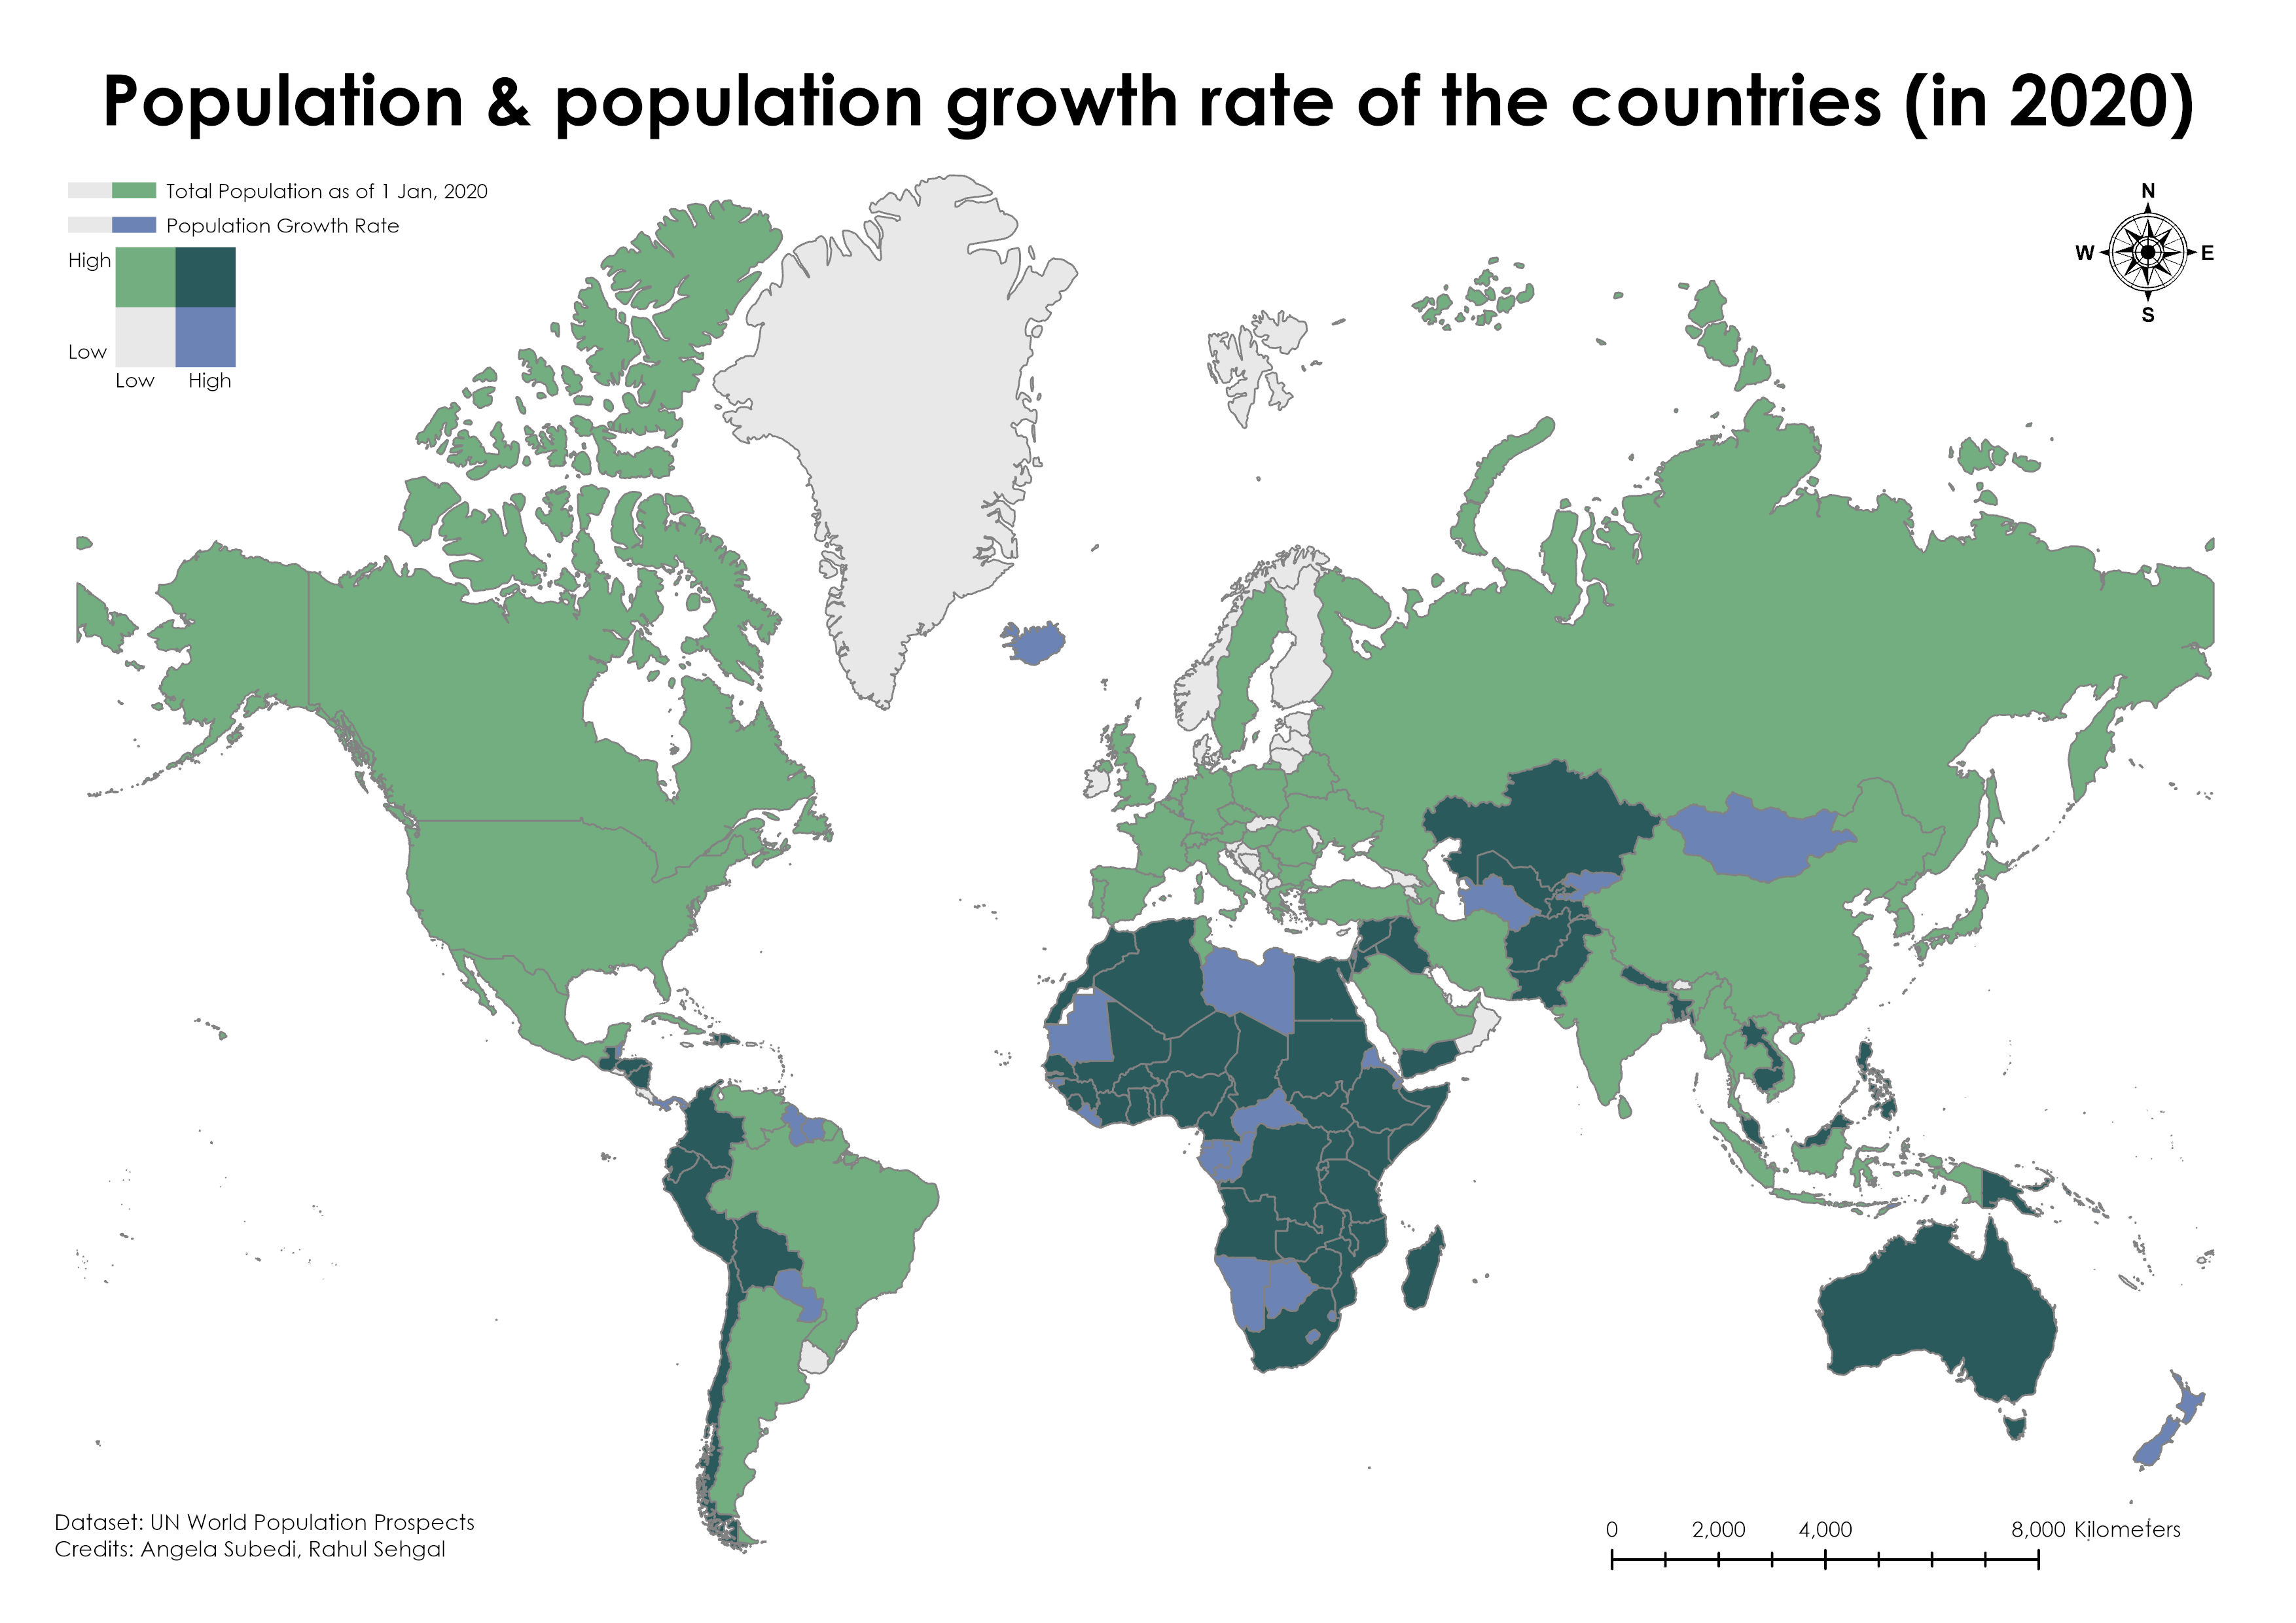 Population & population growth rate of the countries (in 2020)
Total Population as of 1 Jan, 2020
Population Growth Rate
High
Low
Low High
N
W E
S
Dataset: UN World Population Prospects
Credits: Angela Subedi, Rahul Sehgal
0 2,000 4,000 8,000 Kilometers